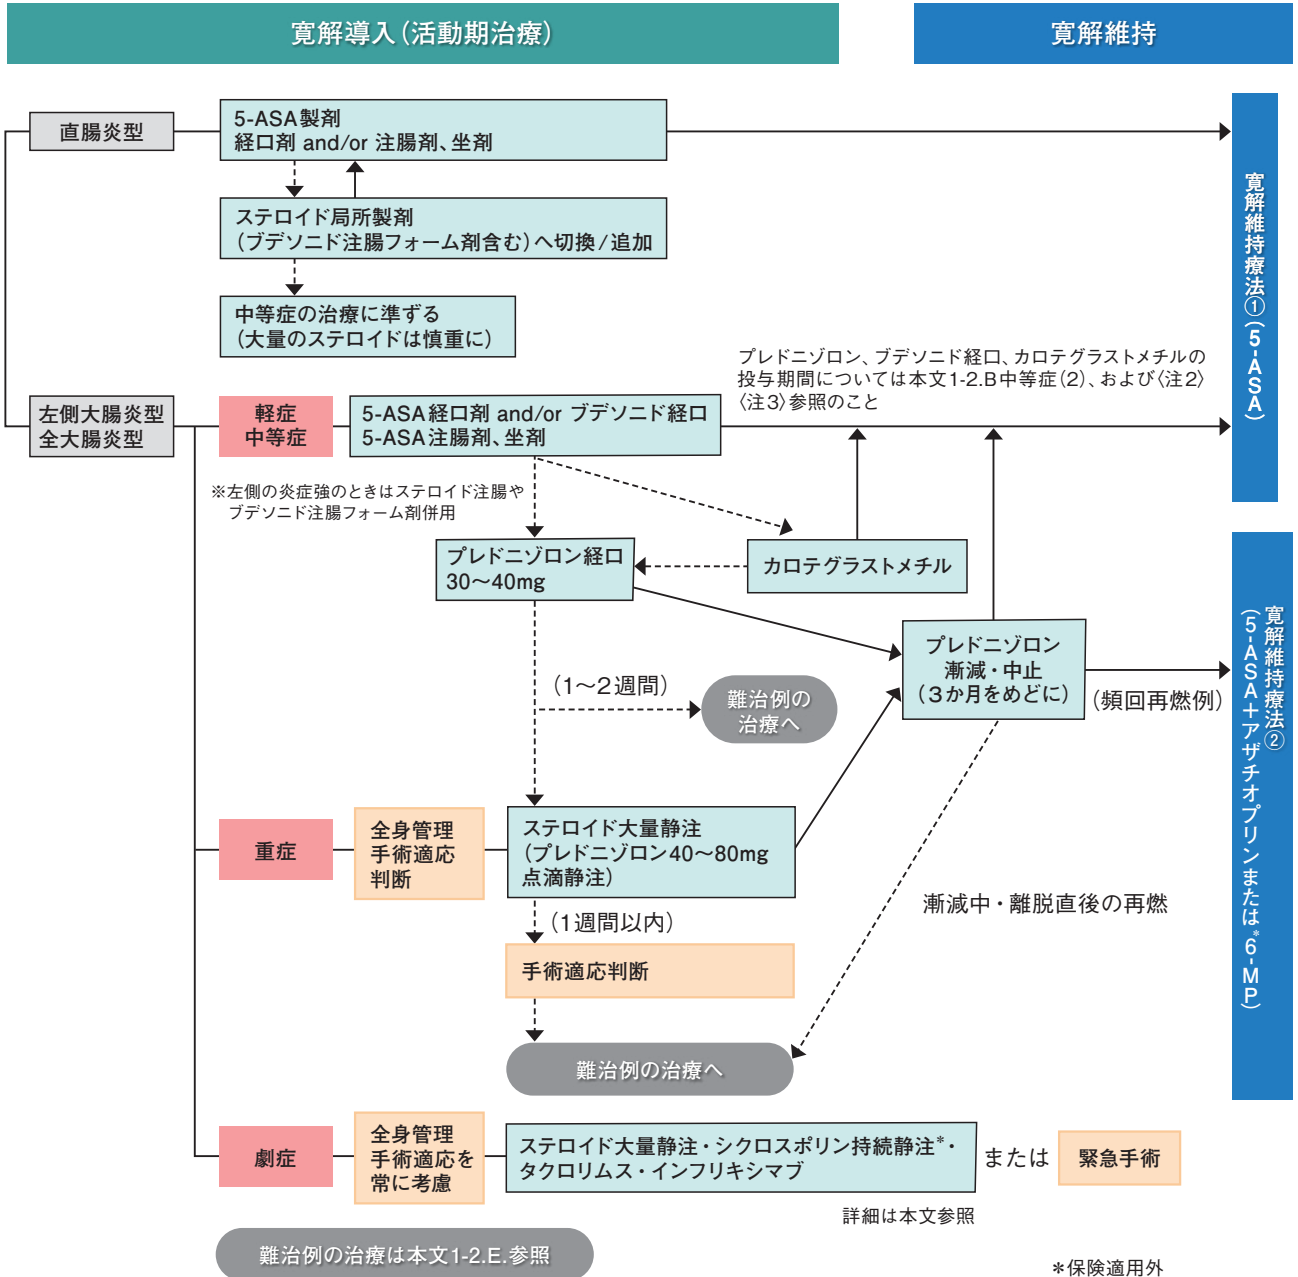 寛解導入（活動期治療）
寛解維持
直腸炎型
5-ASA製剤
経口剤 and/or 注腸剤、坐剤
ステロイド局所製剤
（ブデソニド注腸フォーム剤含む）へ切換/追加
中等症の治療に準ずる
（大量のステロイドは慎重に）
寛解維持療法①（5-ASA）
プレドニゾロン、ブデソニド経口、カロテグラストメチルの
投与期間については本文1-2.B中等症（2）、および〈注2〉
〈注3〉参照のこと
左側大腸炎型
全大腸炎型
軽症
中等症
5-ASA経口剤 and/or ブデソニド経口
5-ASA注腸剤、坐剤
※左側の炎症強のときはステロイド注腸や
ブデソニド注腸フォーム剤併用
プレドニゾロン経口
30〜40mg
カロテグラストメチル
プレドニゾロン
漸減・中止
（3か月をめどに）
（頻回再燃例）
寛解維持療法②
（5-ASA＋アザチオプリンまたは*6-MP）
（1〜2週間）
難治例の
治療へ
重症
全身管理
手術適応
判断
ステロイド大量静注
（プレドニゾロン40〜80mg
点滴静注）
（1週間以内）
手術適応判断
漸減中・離脱直後の再燃
難治例の治療へ
劇症
全身管理
手術適応を
常に考慮
ステロイド大量静注・シクロスポリン持続静注*・
タクロリムス・インフリキシマブ
または
緊急手術
詳細は本文参照
難治例の治療は本文1-2.E.参照
*保険適用外